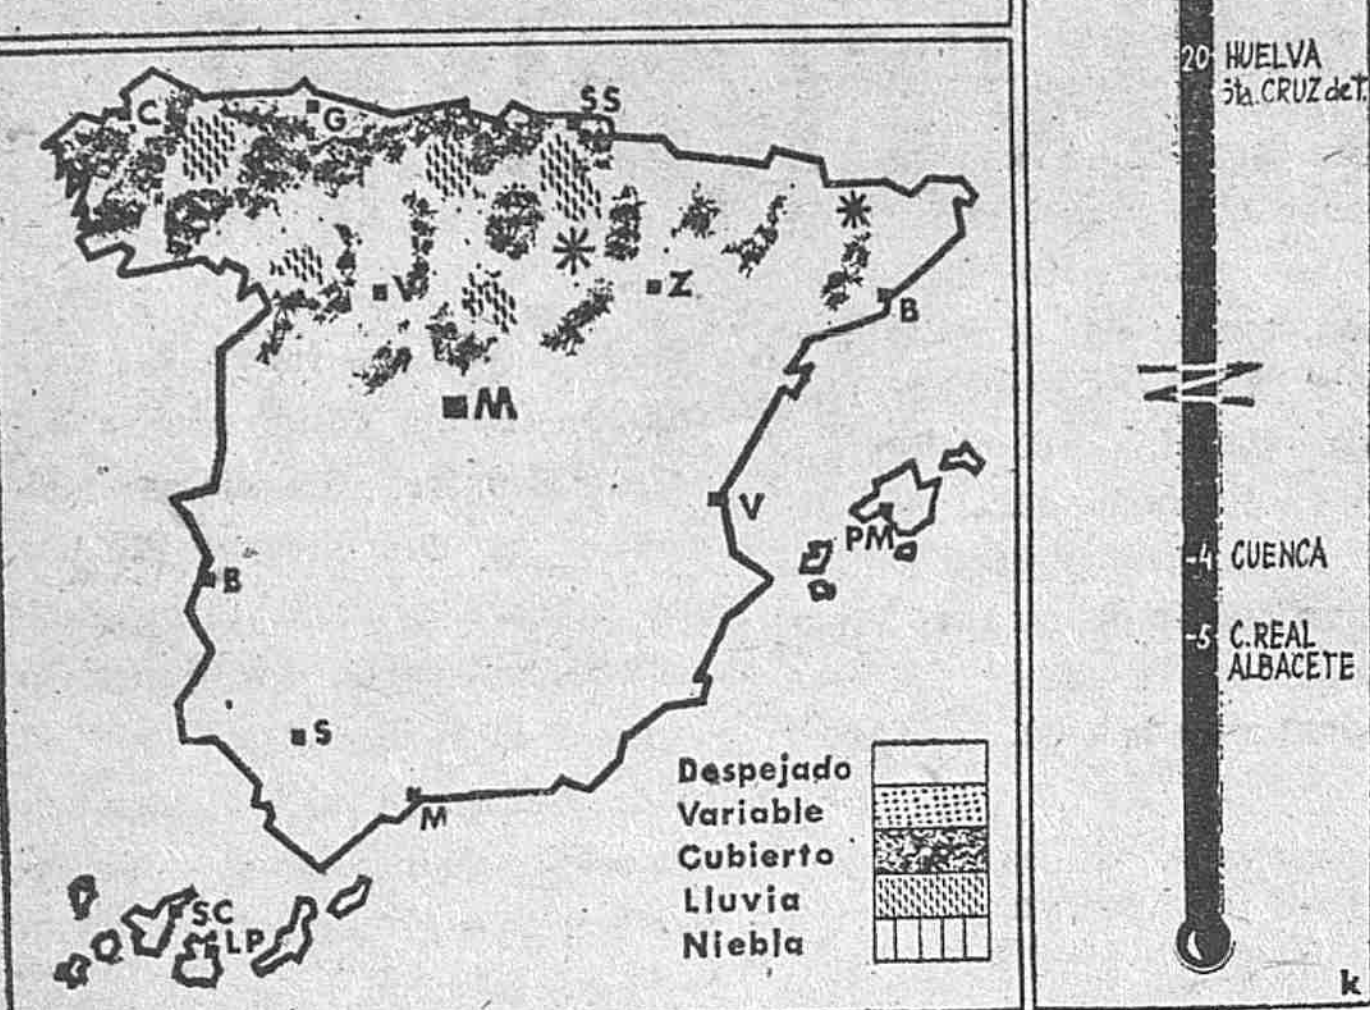 C
G
SS
V
Z
B
M
V
PM
B
S
M
SC
LP
Despejado
Variable
Cubierto
Lluvia
Niebla
20 HUELVA
Sta. CRUZ de T.
-4 CUENCA
-5 C. REAL
ALBACETE
k